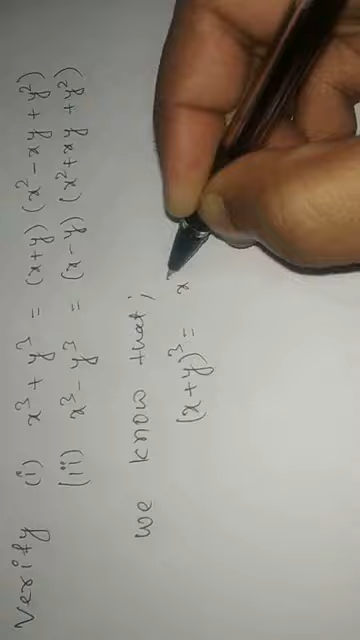 Verify (i) x³ + y³ = (x+y) (x² - xy + y²)
(ii) x³ - y³ = (x-y) (x² + xy + y²)
we know that,
(x+y)³ = x